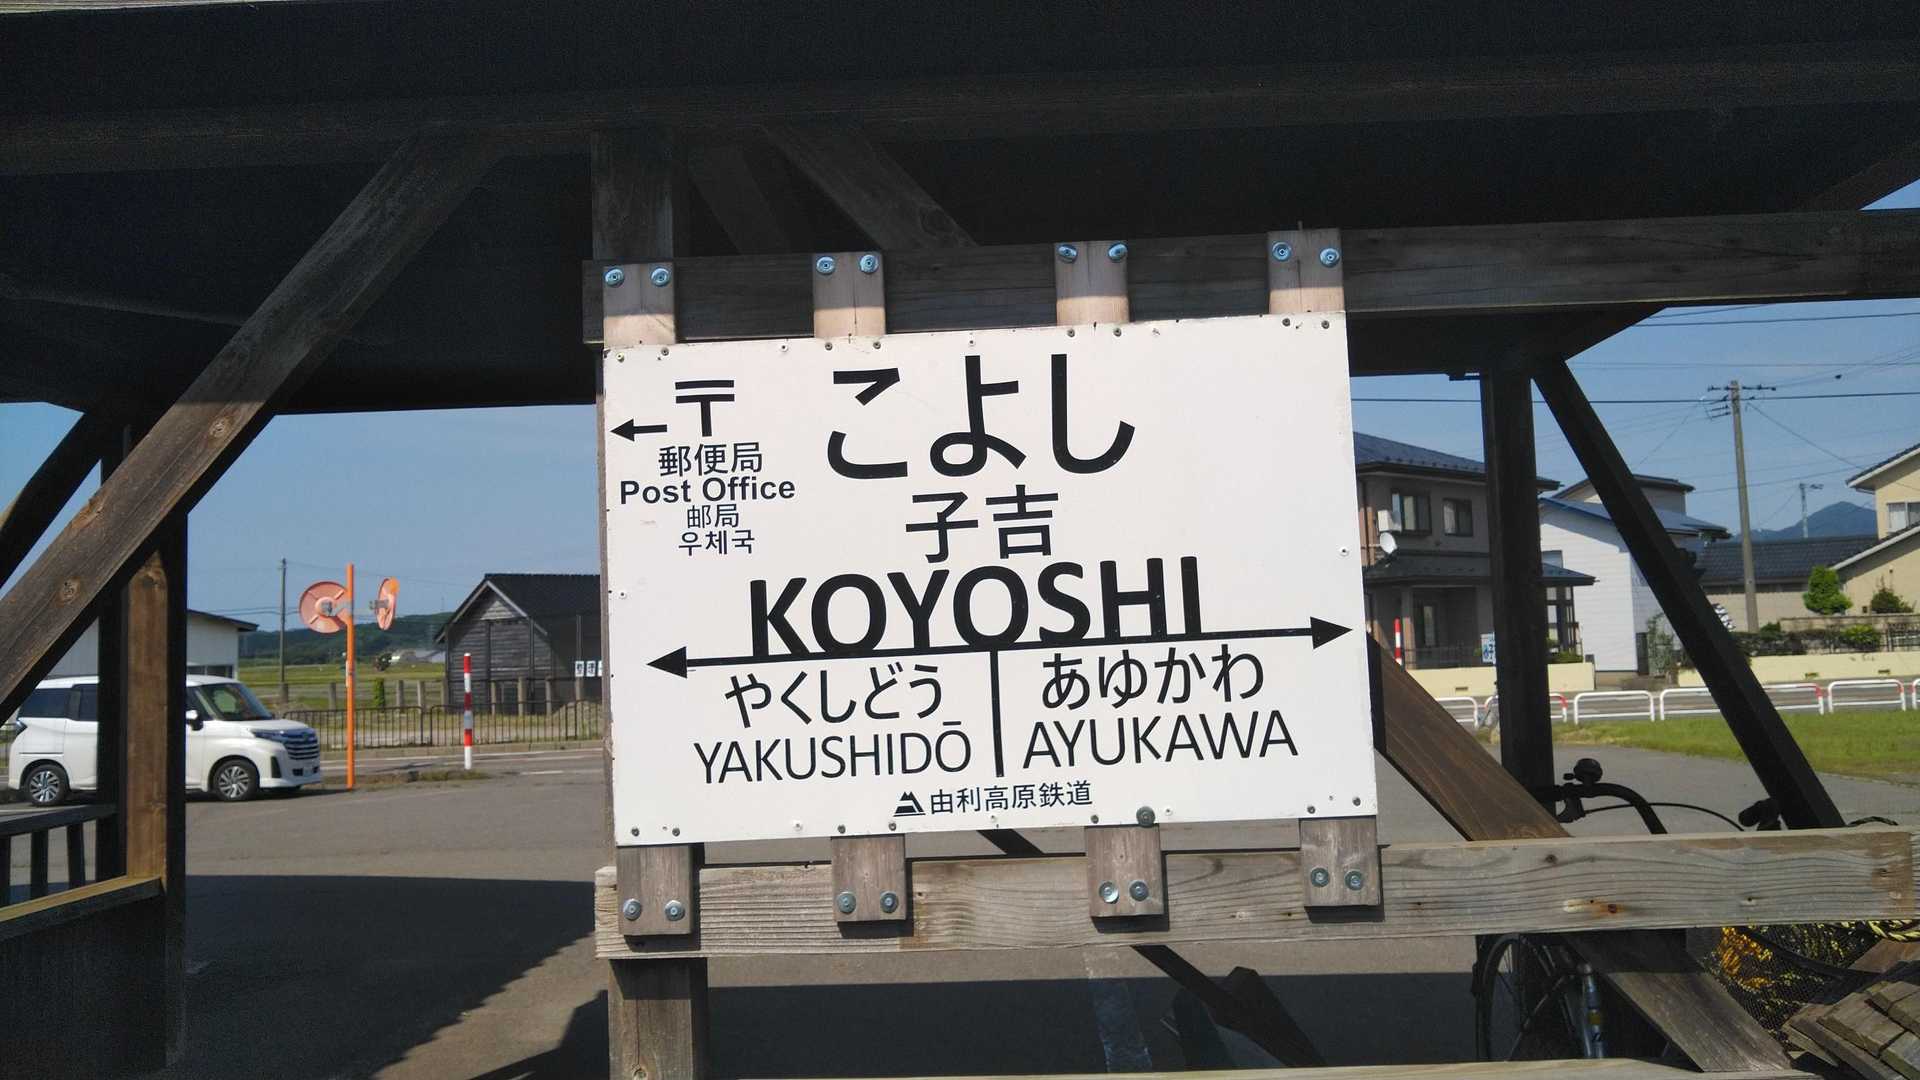 〒
郵便局
Post Office
邮局
우체국
こよし
子吉
KOYOSHI
やくしどう
YAKUSHIDŌ
あゆかわ
AYUKAWA
由利高原鉄道